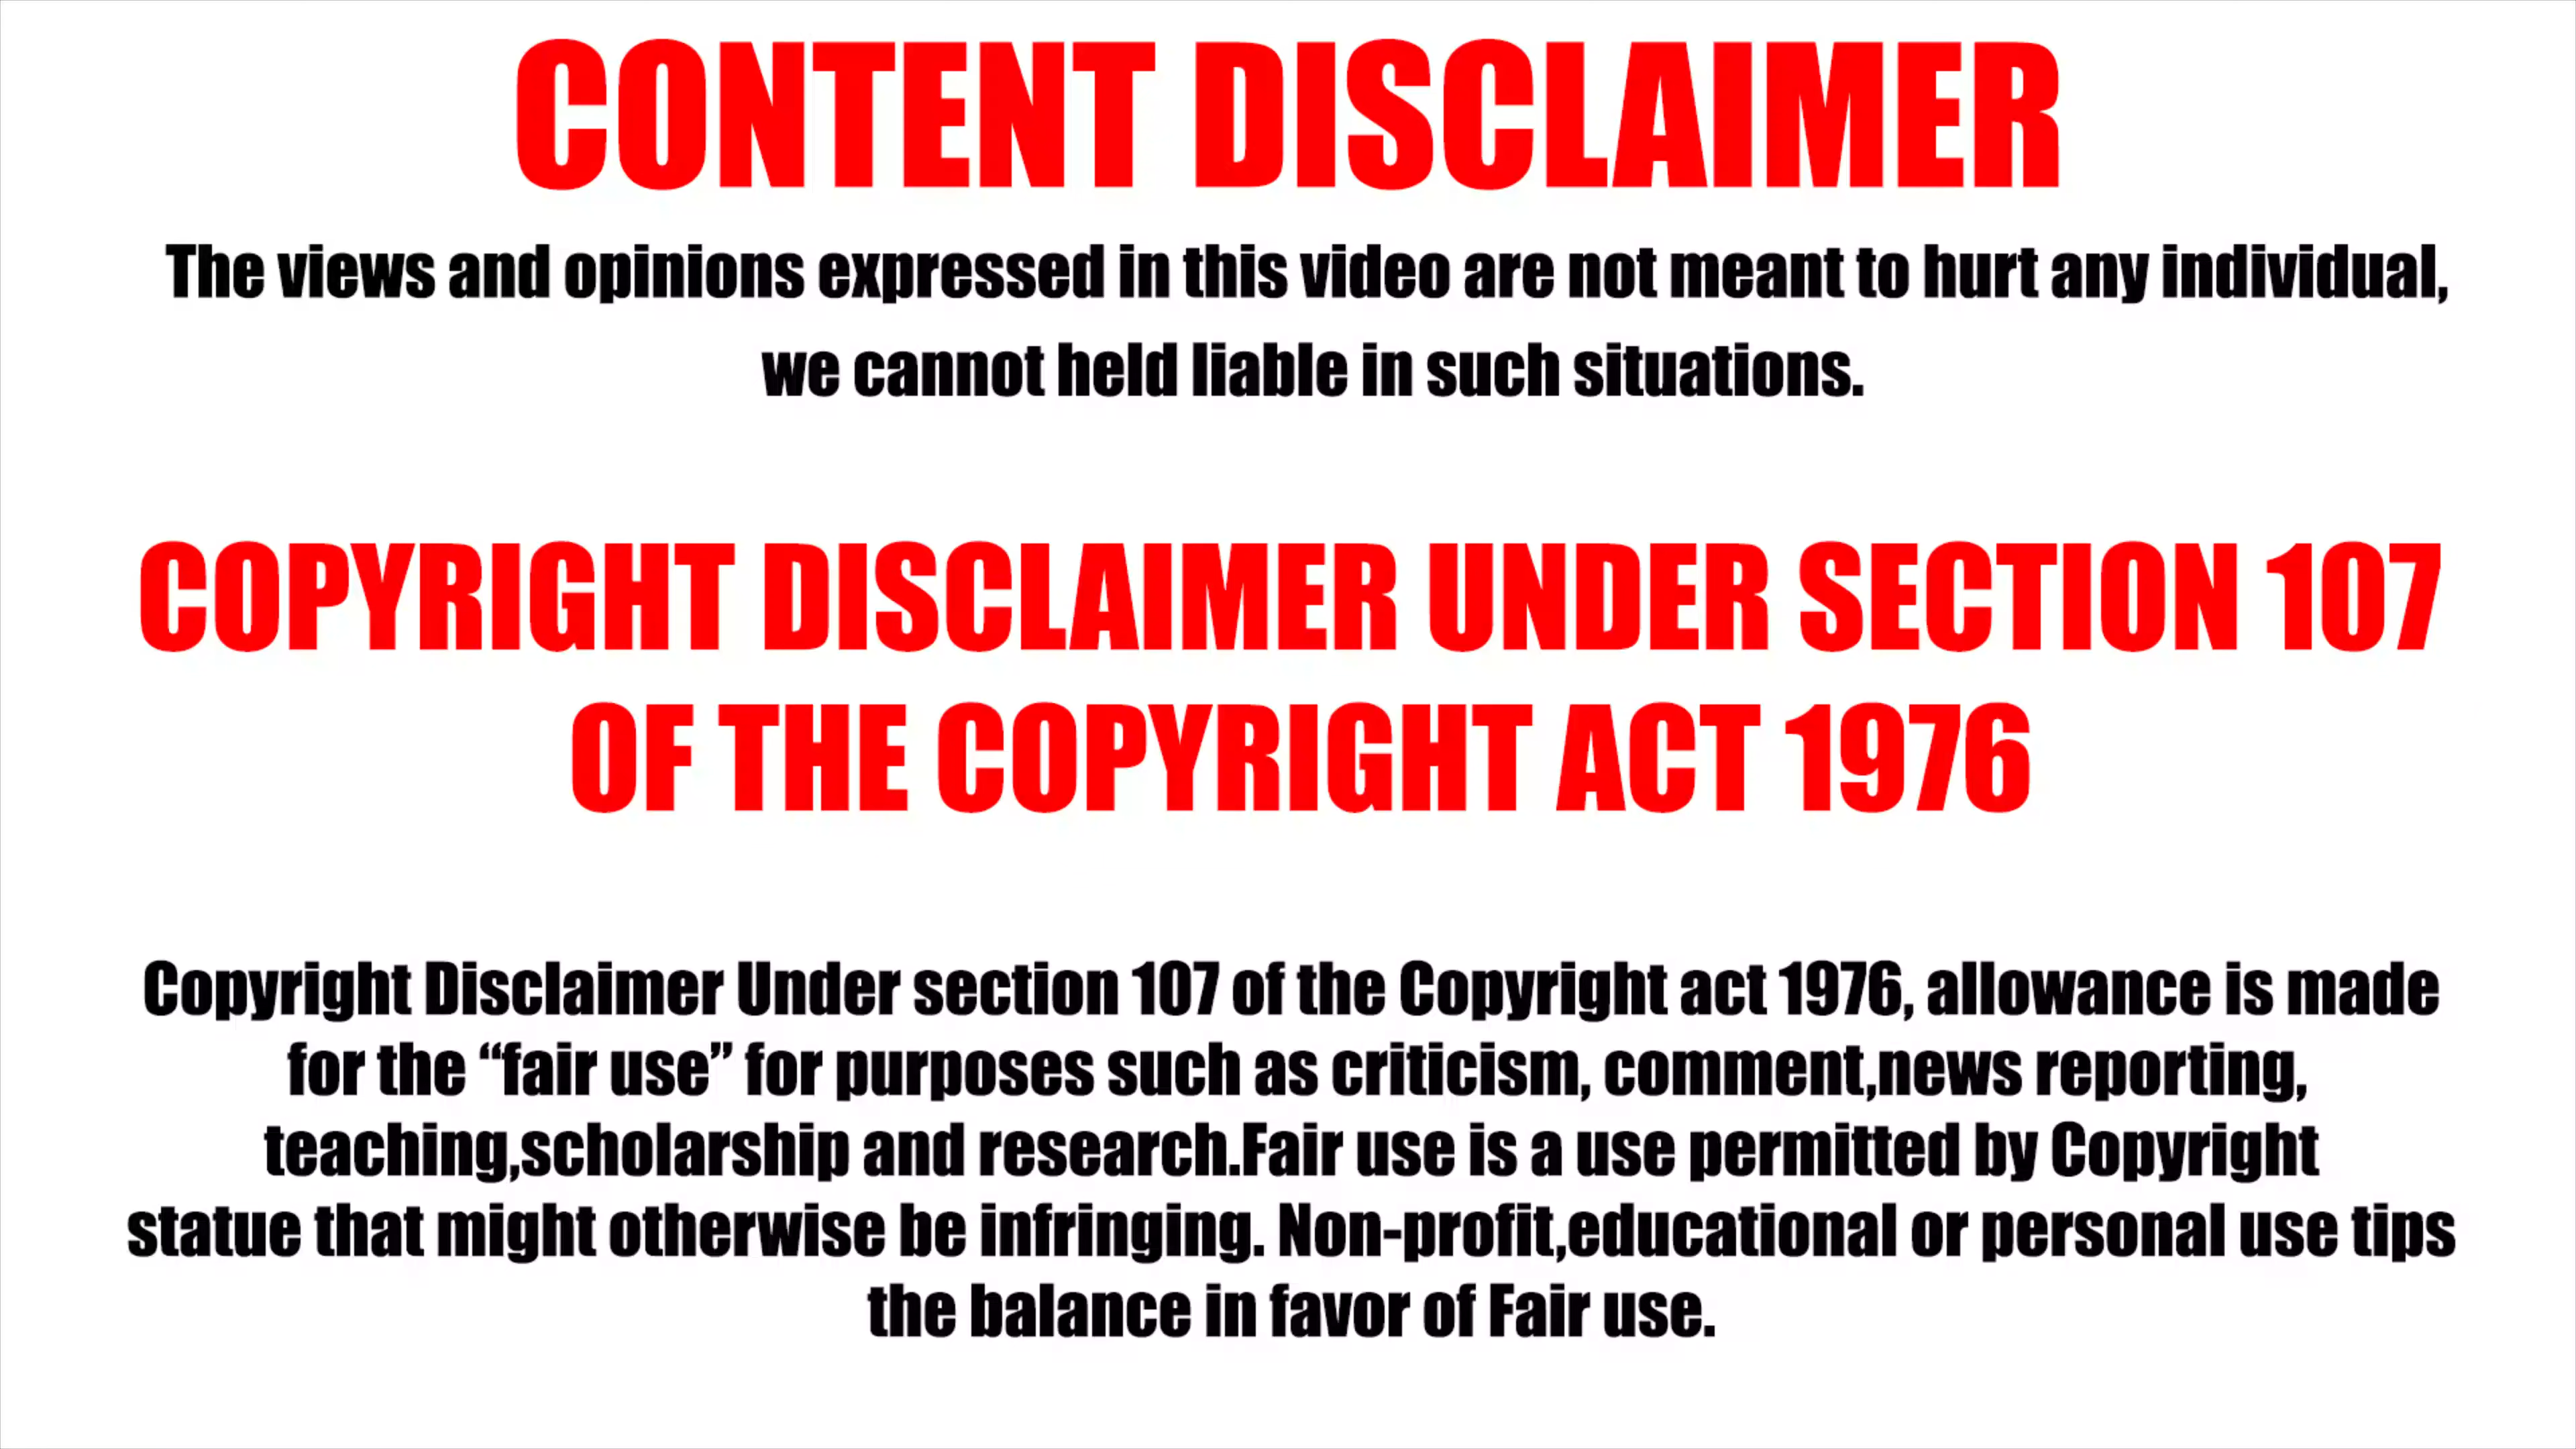 CONTENT DISCLAIMER
The views and opinions expressed in this video are not meant to hurt any individual,
we cannot held liable in such situations.
COPYRIGHT DISCLAIMER UNDER SECTION 107
OF THE COPYRIGHT ACT 1976
Copyright Disclaimer Under section 107 of the Copyright act 1976, allowance is made
for the “fair use” for purposes such as criticism, comment,news reporting,
teaching,scholarship and research.Fair use is a use permitted by Copyright
statue that might otherwise be infringing. Non-profit,educational or personal use tips
the balance in favor of Fair use.